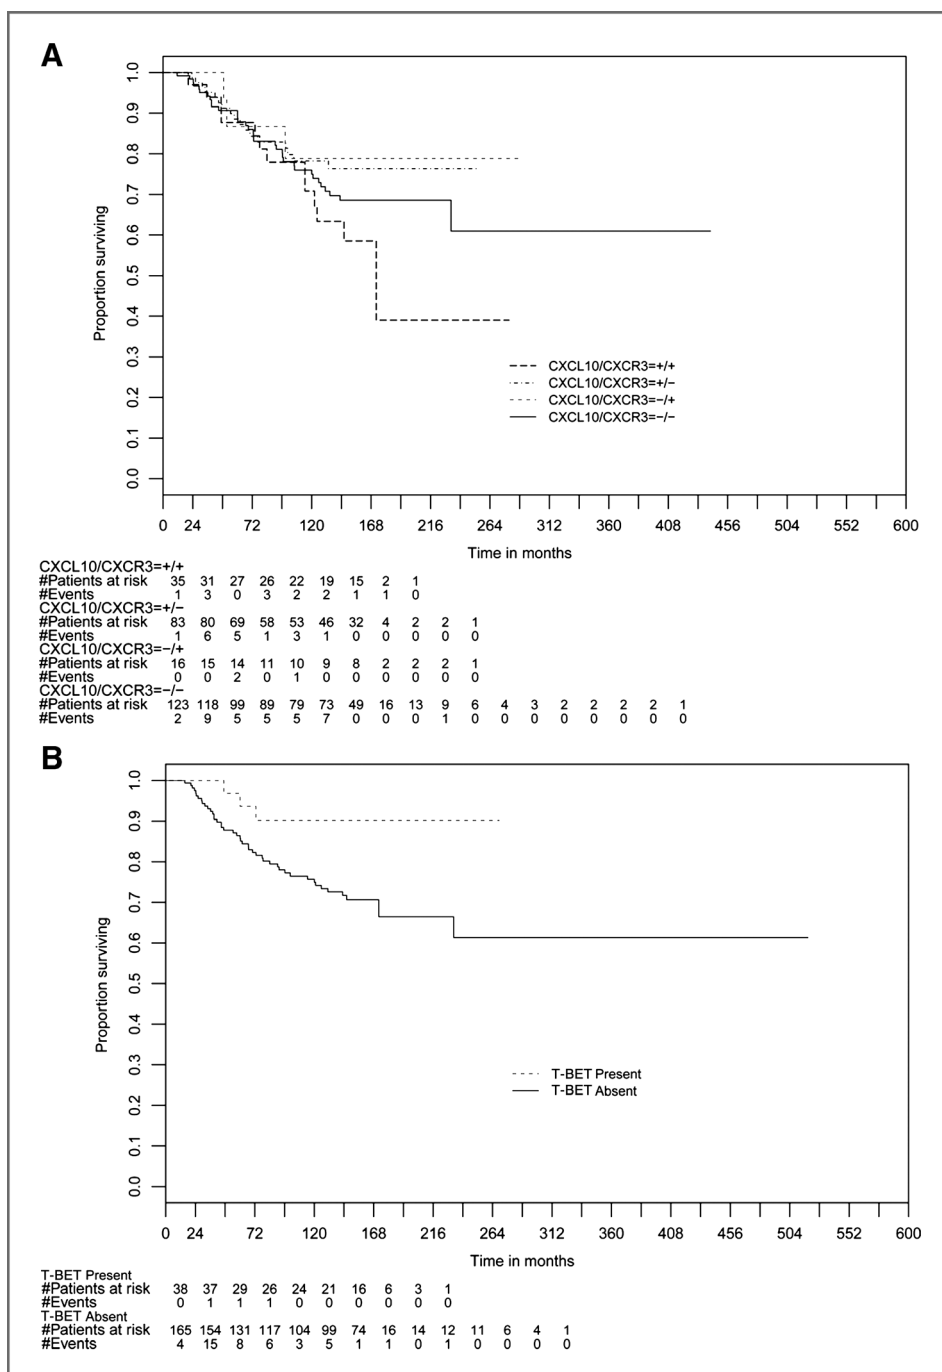 A
1.0
0.9
0.8
0.7
0.6
0.5
0.4
0.3
0.2
0.1
0.0
Proportion surviving
CXCL10/CXCR3=+/+
CXCL10/CXCR3=+/−
CXCL10/CXCR3=−/+
CXCL10/CXCR3=−/−
0 24 72 120 168 216 264 312 360 408 456 504 552 600
Time in months
CXCL10/CXCR3=+/+
#Patients at risk 35 31 27 26 22 19 15 2 1
#Events 1 3 0 3 2 2 1 1 0
CXCL10/CXCR3=+/−
#Patients at risk 83 80 69 58 53 46 32 4 2 2 1
#Events 1 6 5 1 3 1 0 0 0 0 0
CXCL10/CXCR3=−/+
#Patients at risk 16 15 14 11 10 9 8 2 2 2 1
#Events 0 0 2 0 1 0 0 0 0 0 0
CXCL10/CXCR3=−/−
#Patients at risk 123 118 99 89 79 73 49 16 13 9 6 4 3 2 2 2 2 1
#Events 2 9 5 5 5 7 0 0 0 1 0 0 0 0 0 0 0 0
B
1.0
0.9
0.8
0.7
0.6
0.5
0.4
0.3
0.2
0.1
0.0
Proportion surviving
T-BET Present
T-BET Absent
0 24 72 120 168 216 264 312 360 408 456 504 552 600
Time in months
T-BET Present
#Patients at risk 38 37 29 26 24 21 16 6 3 1
#Events 0 1 1 1 0 0 0 0 0 0
T-BET Absent
#Patients at risk 165 154 131 117 104 99 74 16 14 12 11 6 4 1
#Events 4 15 8 6 3 5 1 1 0 1 0 0 0 0